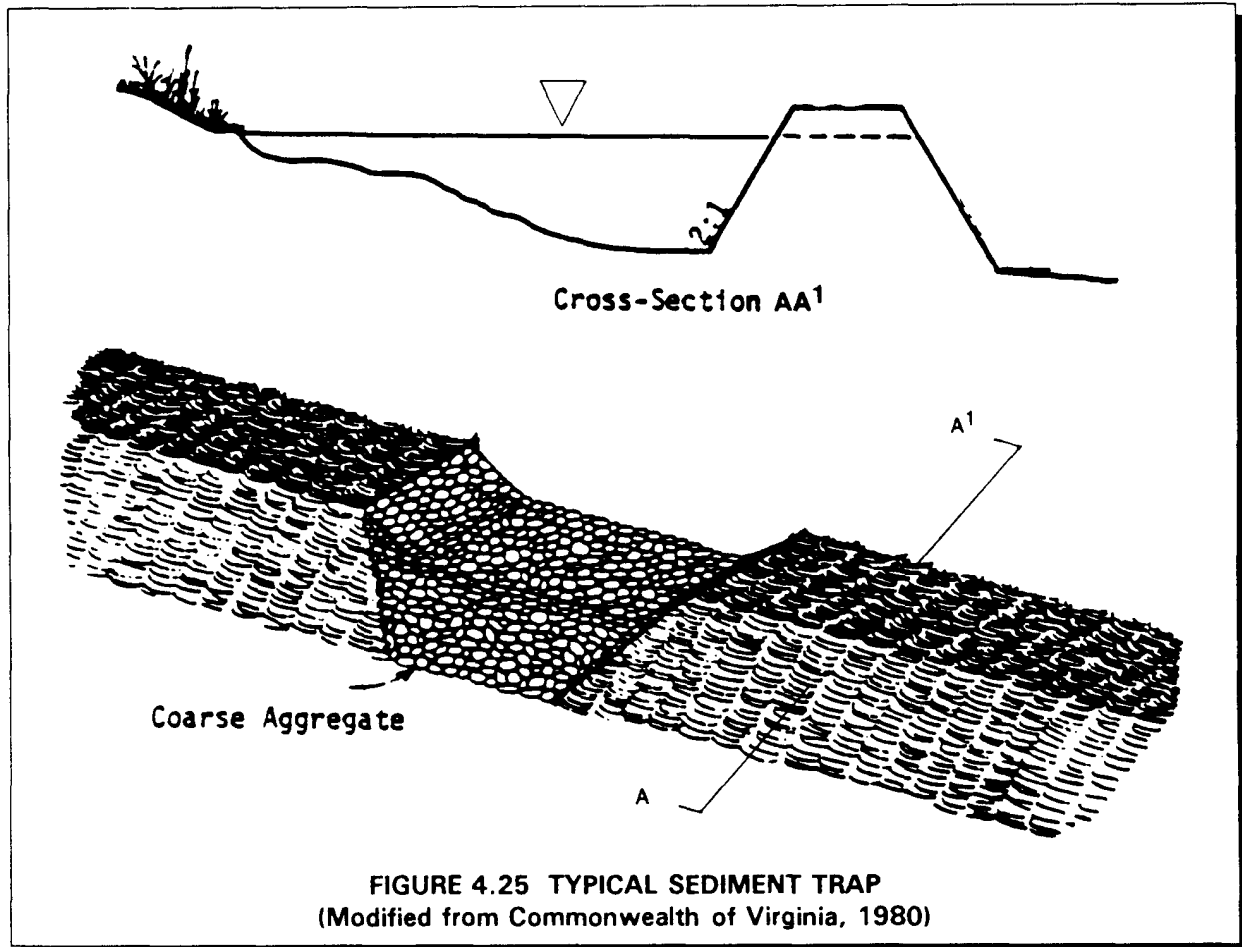 2:1
Cross-Section AA¹
A¹
Coarse Aggregate
A
FIGURE 4.25 TYPICAL SEDIMENT TRAP
(Modified from Commonwealth of Virginia, 1980)